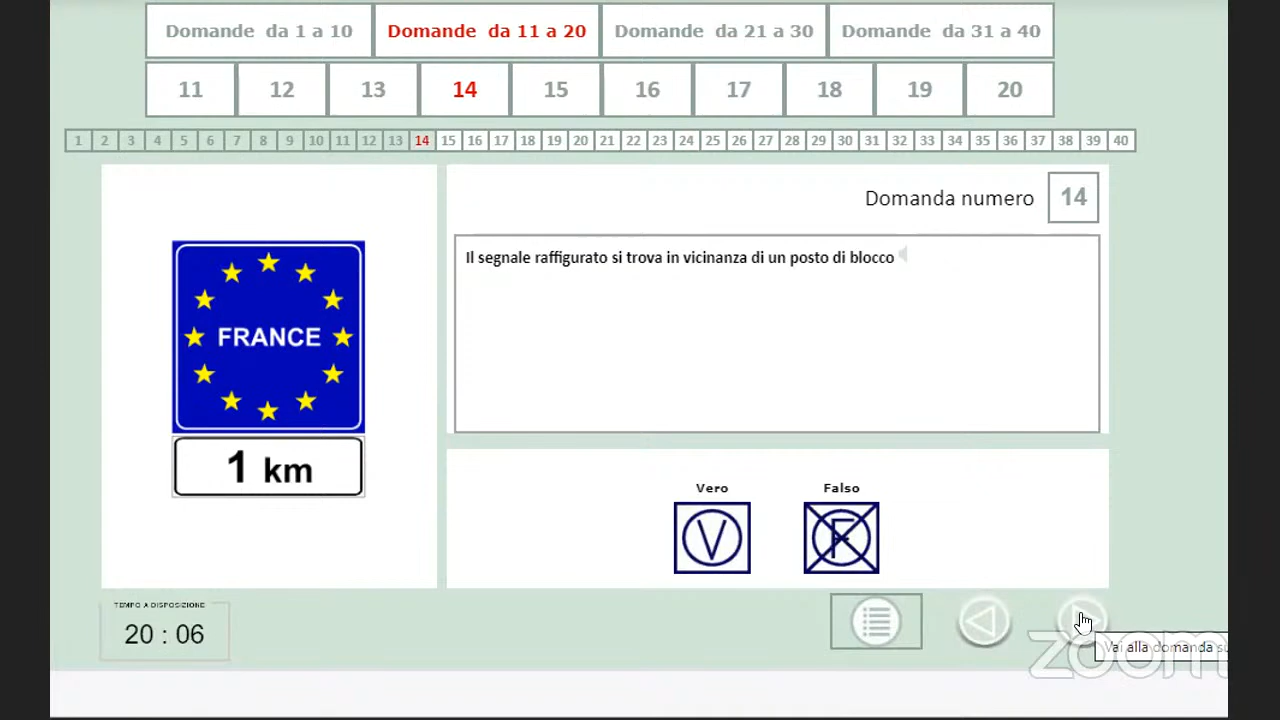 Domande da 1 a 10 Domande da 11 a 20 Domande da 21 a 30 Domande da 31 a 40
11 12 13 14 15 16 17 18 19 20
1 2 3 4 5 6 7 8 9 10 11 12 13 14 15 16 17 18 19 20 21 22 23 24 25 26 27 28 29 30 31 32 33 34 35 36 37 38 39 40
Domanda numero 14
Il segnale raffigurato si trova in vicinanza di un posto di blocco
FRANCE
1 km
Vero Falso
V F
TEMPO A DISPOSIZIONE
20 : 06
zoom
Vai alla domanda su